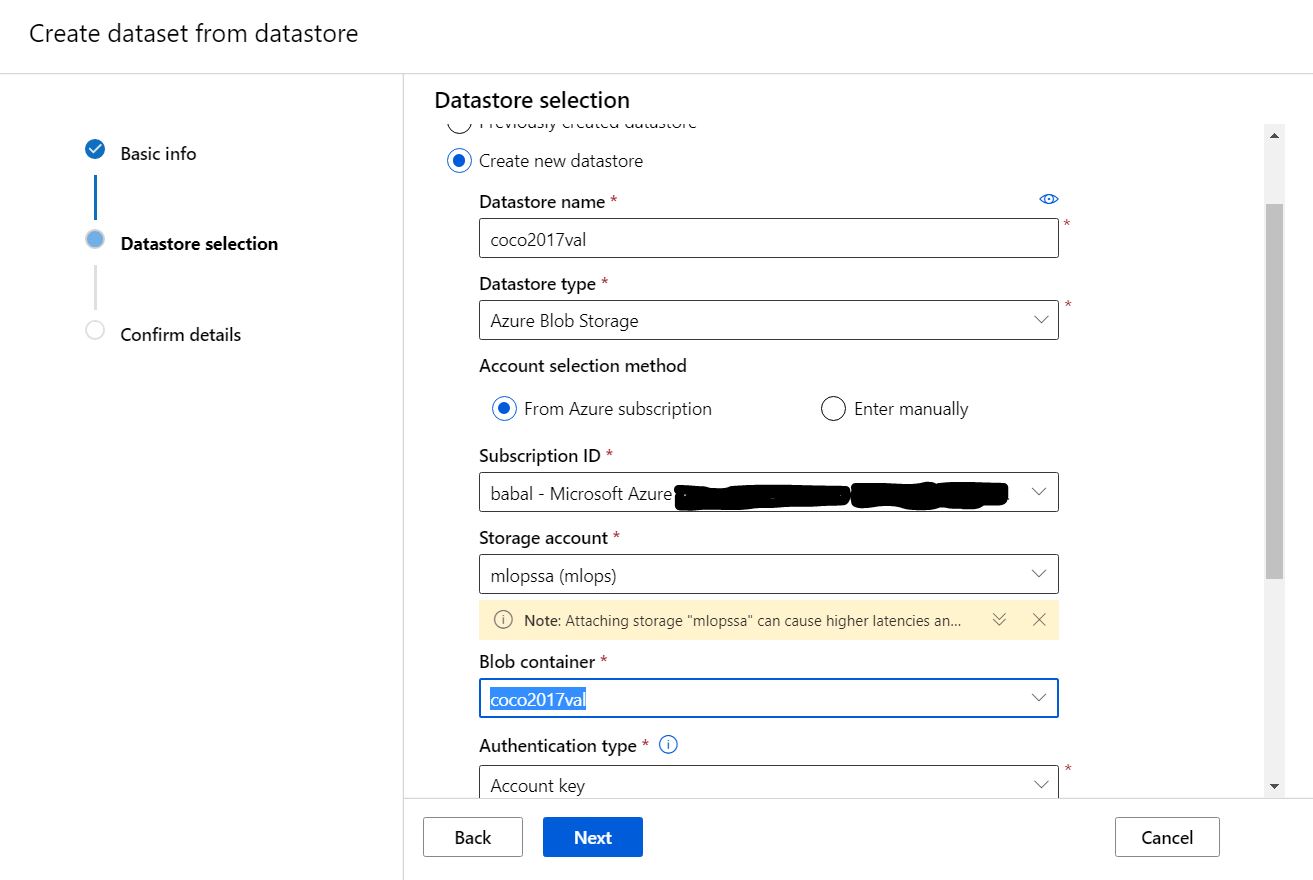 Create dataset from datastore
Basic info
Datastore selection
Confirm details
Datastore selection
Previously created datastore
Create new datastore
Datastore name *
coco2017val
*
Datastore type *
Azure Blob Storage
*
Account selection method
From Azure subscription
Enter manually
Subscription ID *
babal - Microsoft Azure
Storage account *
mlopssa (mlops)
Note: Attaching storage "mlopssa" can cause higher latencies an...
Blob container *
coco2017val
Authentication type *
Account key
*
Back
Next
Cancel